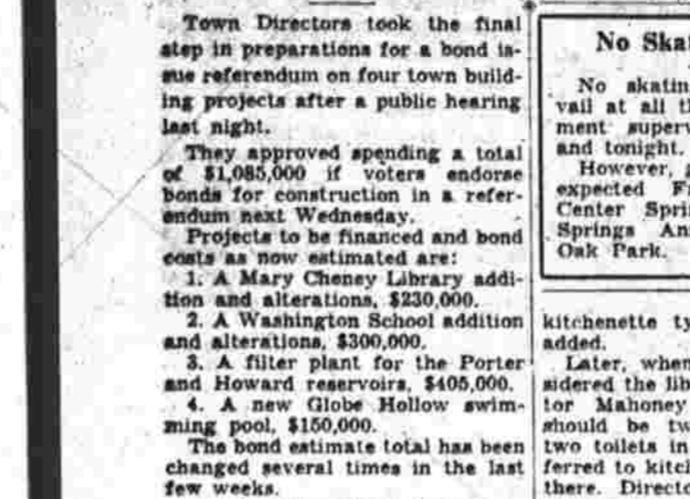 Town Directors took the final
step in preparations for a bond is-
sue referendum on four town build-
ing projects after a public hearing
last night.
They approved spending a total
of $1,085,000 if voters endorse
bonds for construction in a refer-
endum next Wednesday.
Projects to be financed and bond
costs as now estimated are:
1. A Mary Cheney Library addi-
tion and alterations, $230,000.
2. A Washington School addition
and alterations, $300,000.
3. A filter plant for the Porter
and Howard reservoirs, $405,000.
4. A new Globe Hollow swim-
ming pool, $150,000.
The bond estimate total has been
changed several times in the last
few weeks.
No Ska
No skatin
vail at all t
ment superv
and tonight.
However,
expected F
Center Spri
Springs An
Oak Park.
kitchenette ty
added.
Later, when
sidered the lib
tor Mahoney
should be tw
two toilets in
ferred to kitch
there. Directo